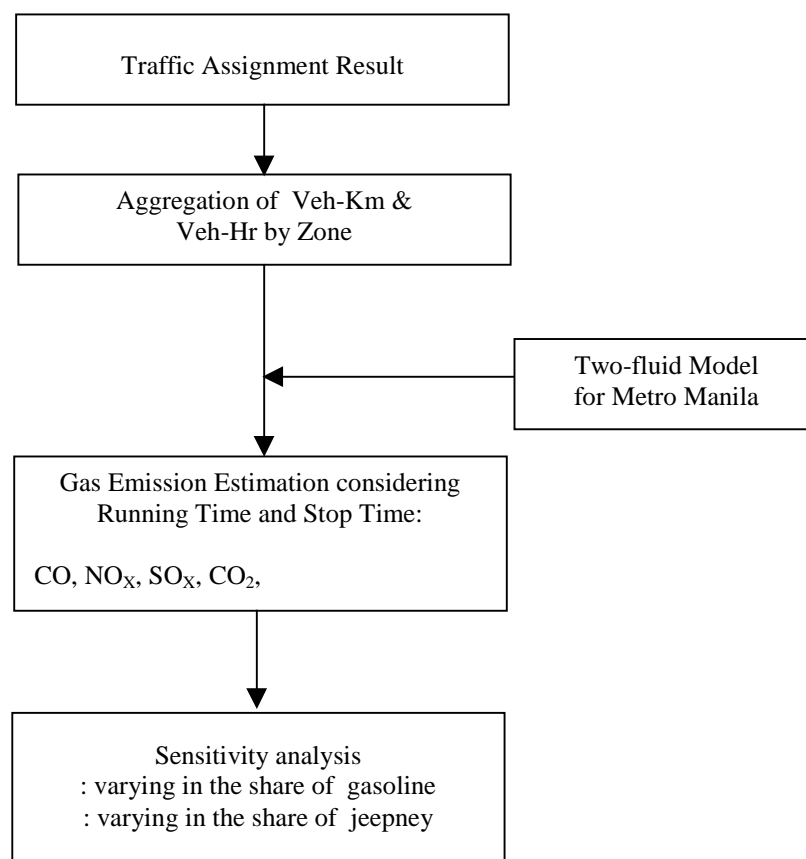 Traffic Assignment Result
Aggregation of Veh-Km &
Veh-Hr by Zone
Two-fluid Model
for Metro Manila
Gas Emission Estimation considering
Running Time and Stop Time:
CO, NOX, SOX, CO2,
Sensitivity analysis
: varying in the share of gasoline
: varying in the share of jeepney